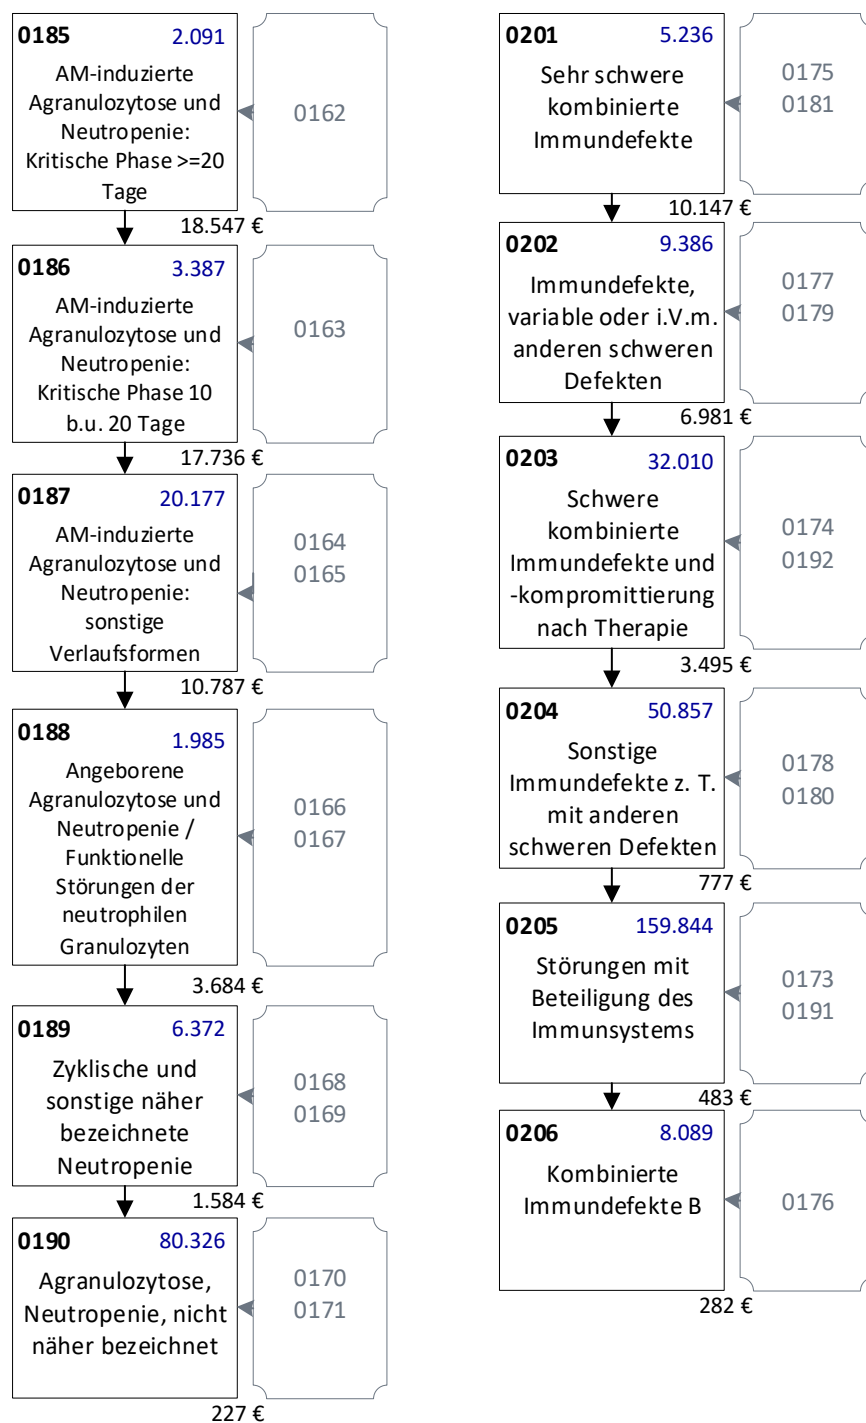 0185 2.091
AM-induzierte
Agranulozytose und
Neutropenie:
Kritische Phase >=20
Tage
0162
18.547 €
0186 3.387
AM-induzierte
Agranulozytose und
Neutropenie:
Kritische Phase 10
b.u. 20 Tage
0163
17.736 €
0187 20.177
AM-induzierte
Agranulozytose und
Neutropenie:
sonstige
Verlaufsformen
0164
0165
10.787 €
0188 1.985
Angeborene
Agranulozytose und
Neutropenie /
Funktionelle
Störungen der
neutrophilen
Granulozyten
0166
0167
3.684 €
0189 6.372
Zyklische und
sonstige näher
bezeichnete
Neutropenie
0168
0169
1.584 €
0190 80.326
Agranulozytose,
Neutropenie, nicht
näher bezeichnet
0170
0171
227 €
0201 5.236
Sehr schwere
kombinierte
Immundefekte
0175
0181
10.147 €
0202 9.386
Immundefekte,
variable oder i.V.m.
anderen schweren
Defekten
0177
0179
6.981 €
0203 32.010
Schwere
kombinierte
Immundefekte und
-kompromittierung
nach Therapie
0174
0192
3.495 €
0204 50.857
Sonstige
Immundefekte z. T.
mit anderen
schweren Defekten
0178
0180
777 €
0205 159.844
Störungen mit
Beteiligung des
Immunsystems
0173
0191
483 €
0206 8.089
Kombinierte
Immundefekte B
0176
282 €